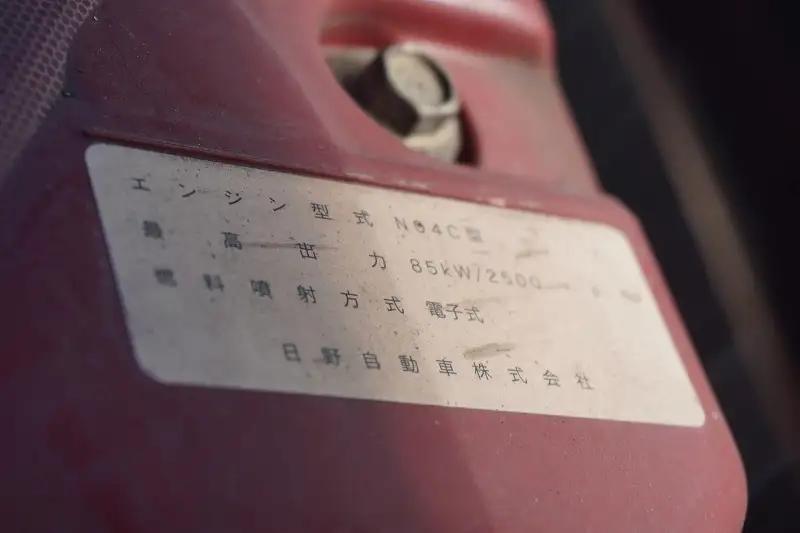 エンジン型式 N04C型
最高出力 85kW/2500
燃料噴射方式 電子式
日野自動車株式会社